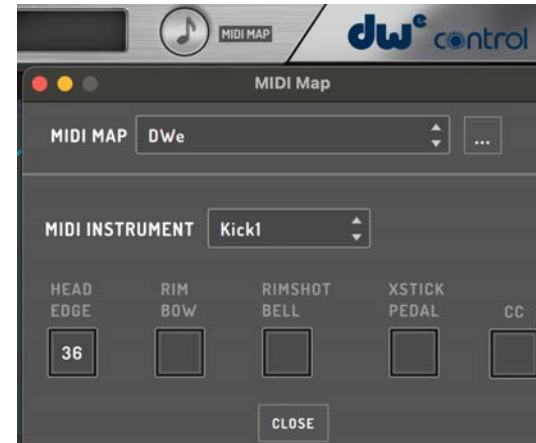 MIDI MAP
dwe control
MIDI Map
MIDI MAP DWe ...
MIDI INSTRUMENT Kick1
HEAD RIM RIMSHOT XSTICK
EDGE BOW BELL PEDAL CC
36
CLOSE